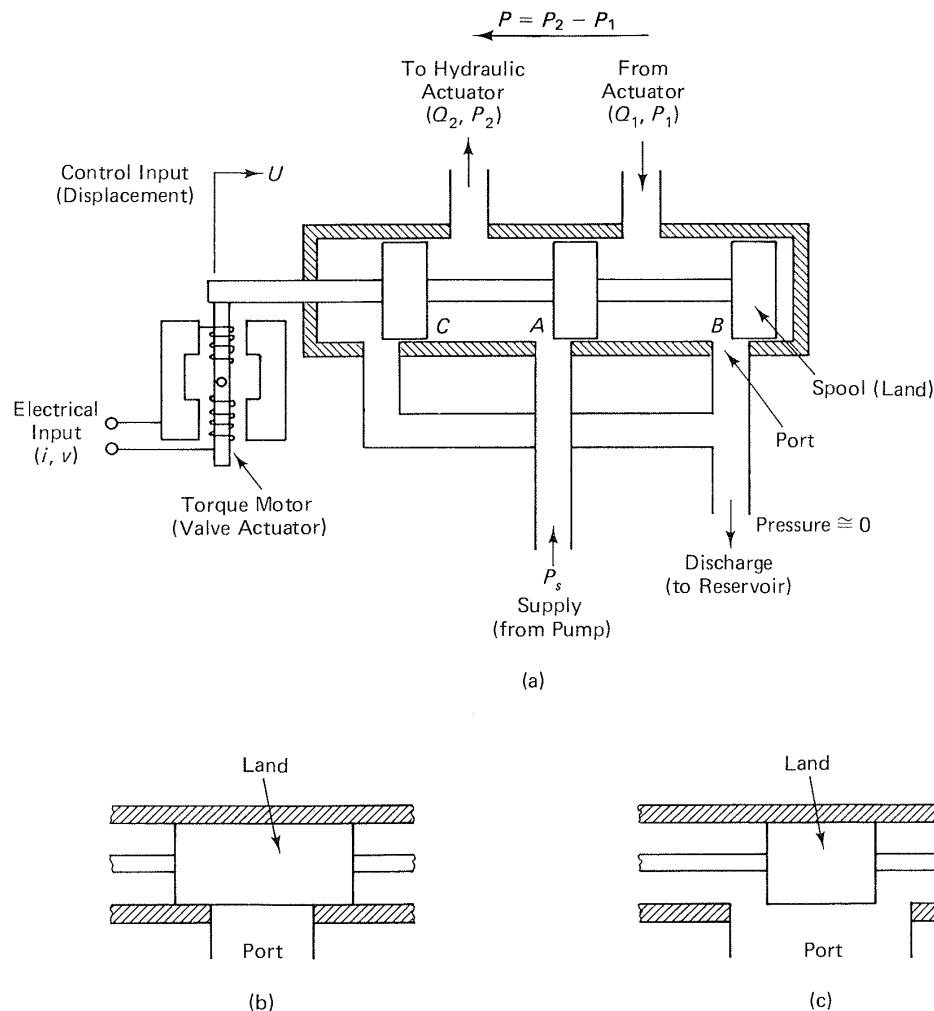 P = P₂ − P₁
To Hydraulic
Actuator
(Q₂, P₂)
From
Actuator
(Q₁, P₁)
Control Input
(Displacement)
U
C
A
B
Spool (Land)
Port
Electrical
Input
(i, v)
Torque Motor
(Valve Actuator)
Pressure ≅ 0
Discharge
(to Reservoir)
Pₛ
Supply
(from Pump)
(a)
Land
Port
(b)
Land
Port
(c)